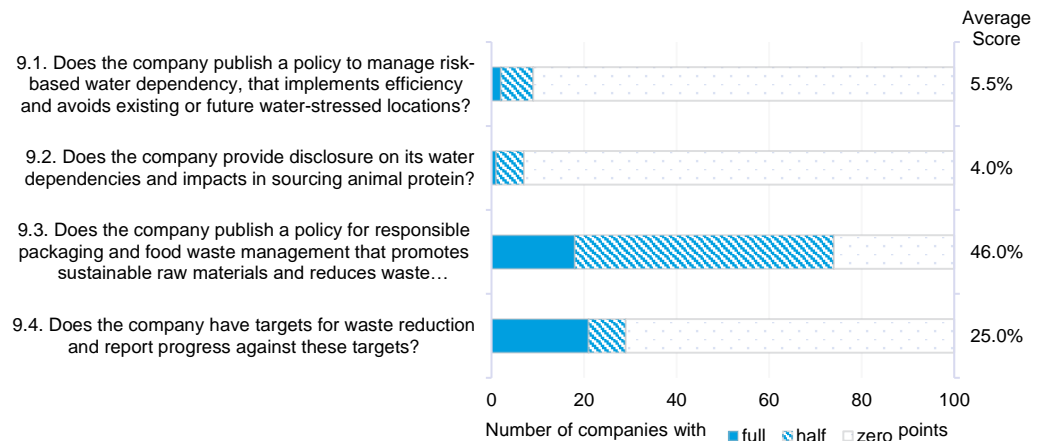 Average
Score
9.1. Does the company publish a policy to manage risk-
based water dependency, that implements efficiency
and avoids existing or future water-stressed locations?
5.5%
9.2. Does the company provide disclosure on its water
dependencies and impacts in sourcing animal protein?
4.0%
9.3. Does the company publish a policy for responsible
packaging and food waste management that promotes
sustainable raw materials and reduces waste…
46.0%
9.4. Does the company have targets for waste reduction
and report progress against these targets?
25.0%
0 20 40 60 80 100
Number of companies with full half zero points